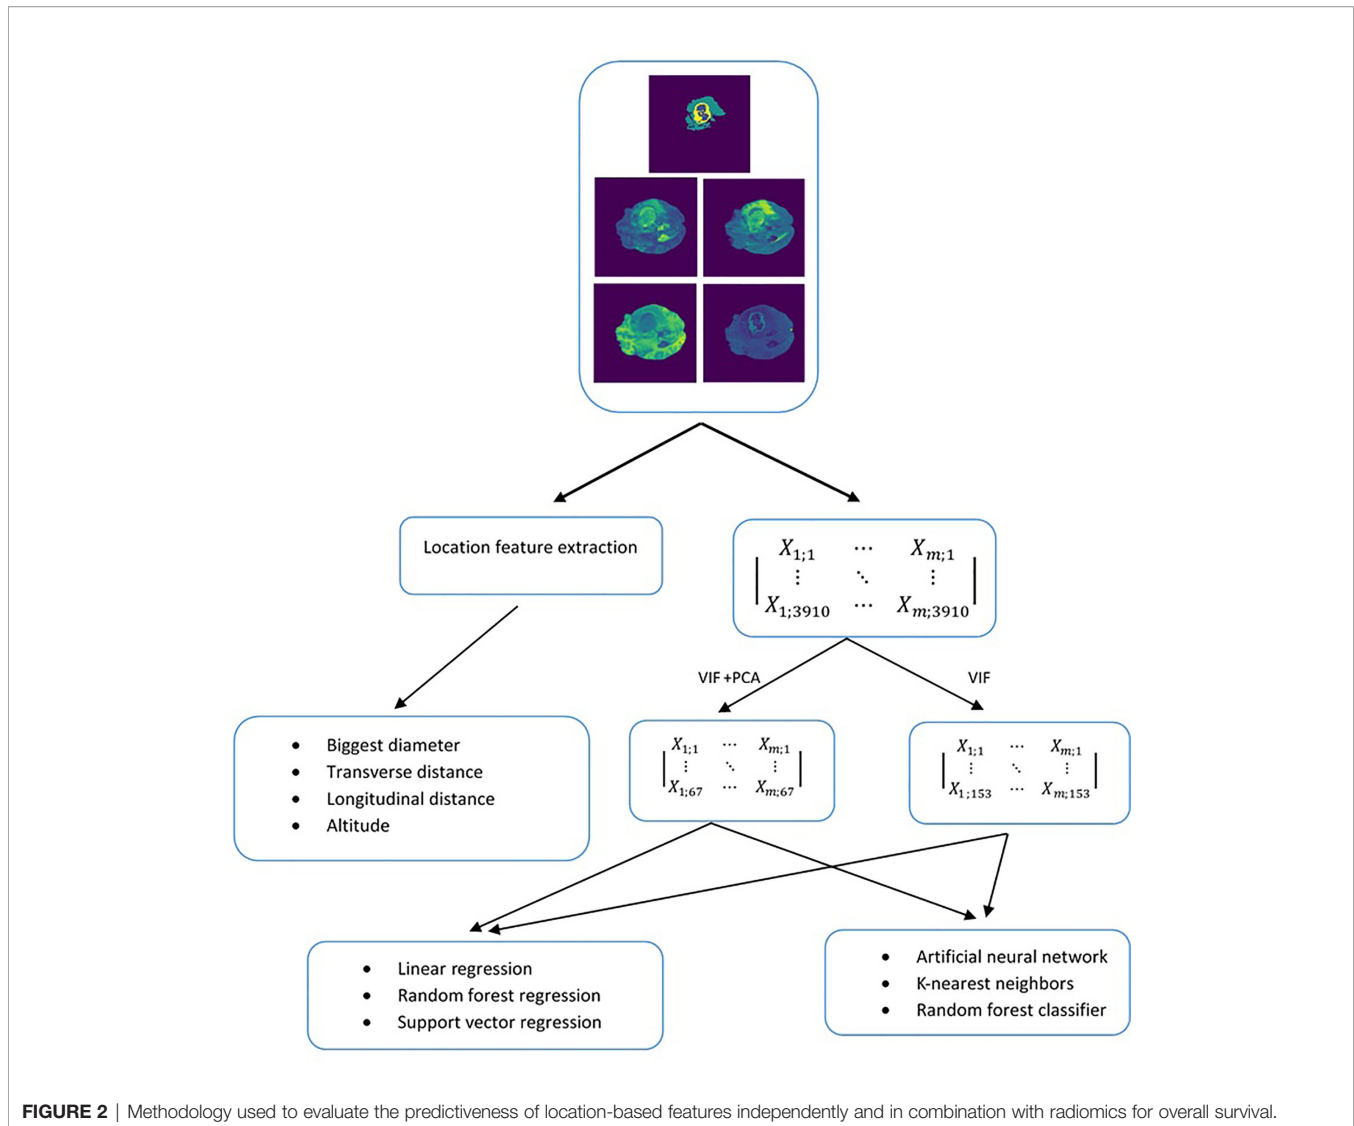 Location feature extraction
X1;1 ⋯ Xm;1
⋮ ⋱ ⋮
X1;3910 ⋯ Xm;3910
VIF +PCA
VIF
• Biggest diameter
• Transverse distance
• Longitudinal distance
• Altitude
X1;1 ⋯ Xm;1
⋮ ⋱ ⋮
X1;67 ⋯ Xm;67
X1;1 ⋯ Xm;1
⋮ ⋱ ⋮
X1;153 ⋯ Xm;153
• Linear regression
• Random forest regression
• Support vector regression
• Artificial neural network
• K-nearest neighbors
• Random forest classifier
FIGURE 2 | Methodology used to evaluate the predictiveness of location-based features independently and in combination with radiomics for overall survival.